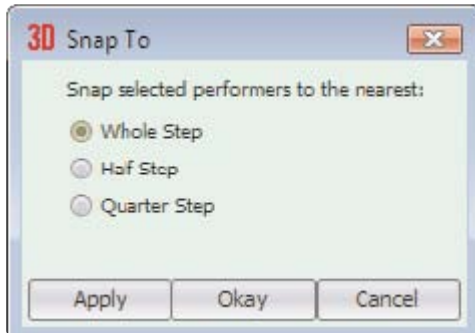 3D Snap To
Snap selected performers to the nearest:
Whole Step
Half Step
Quarter Step
Apply Okay Cancel